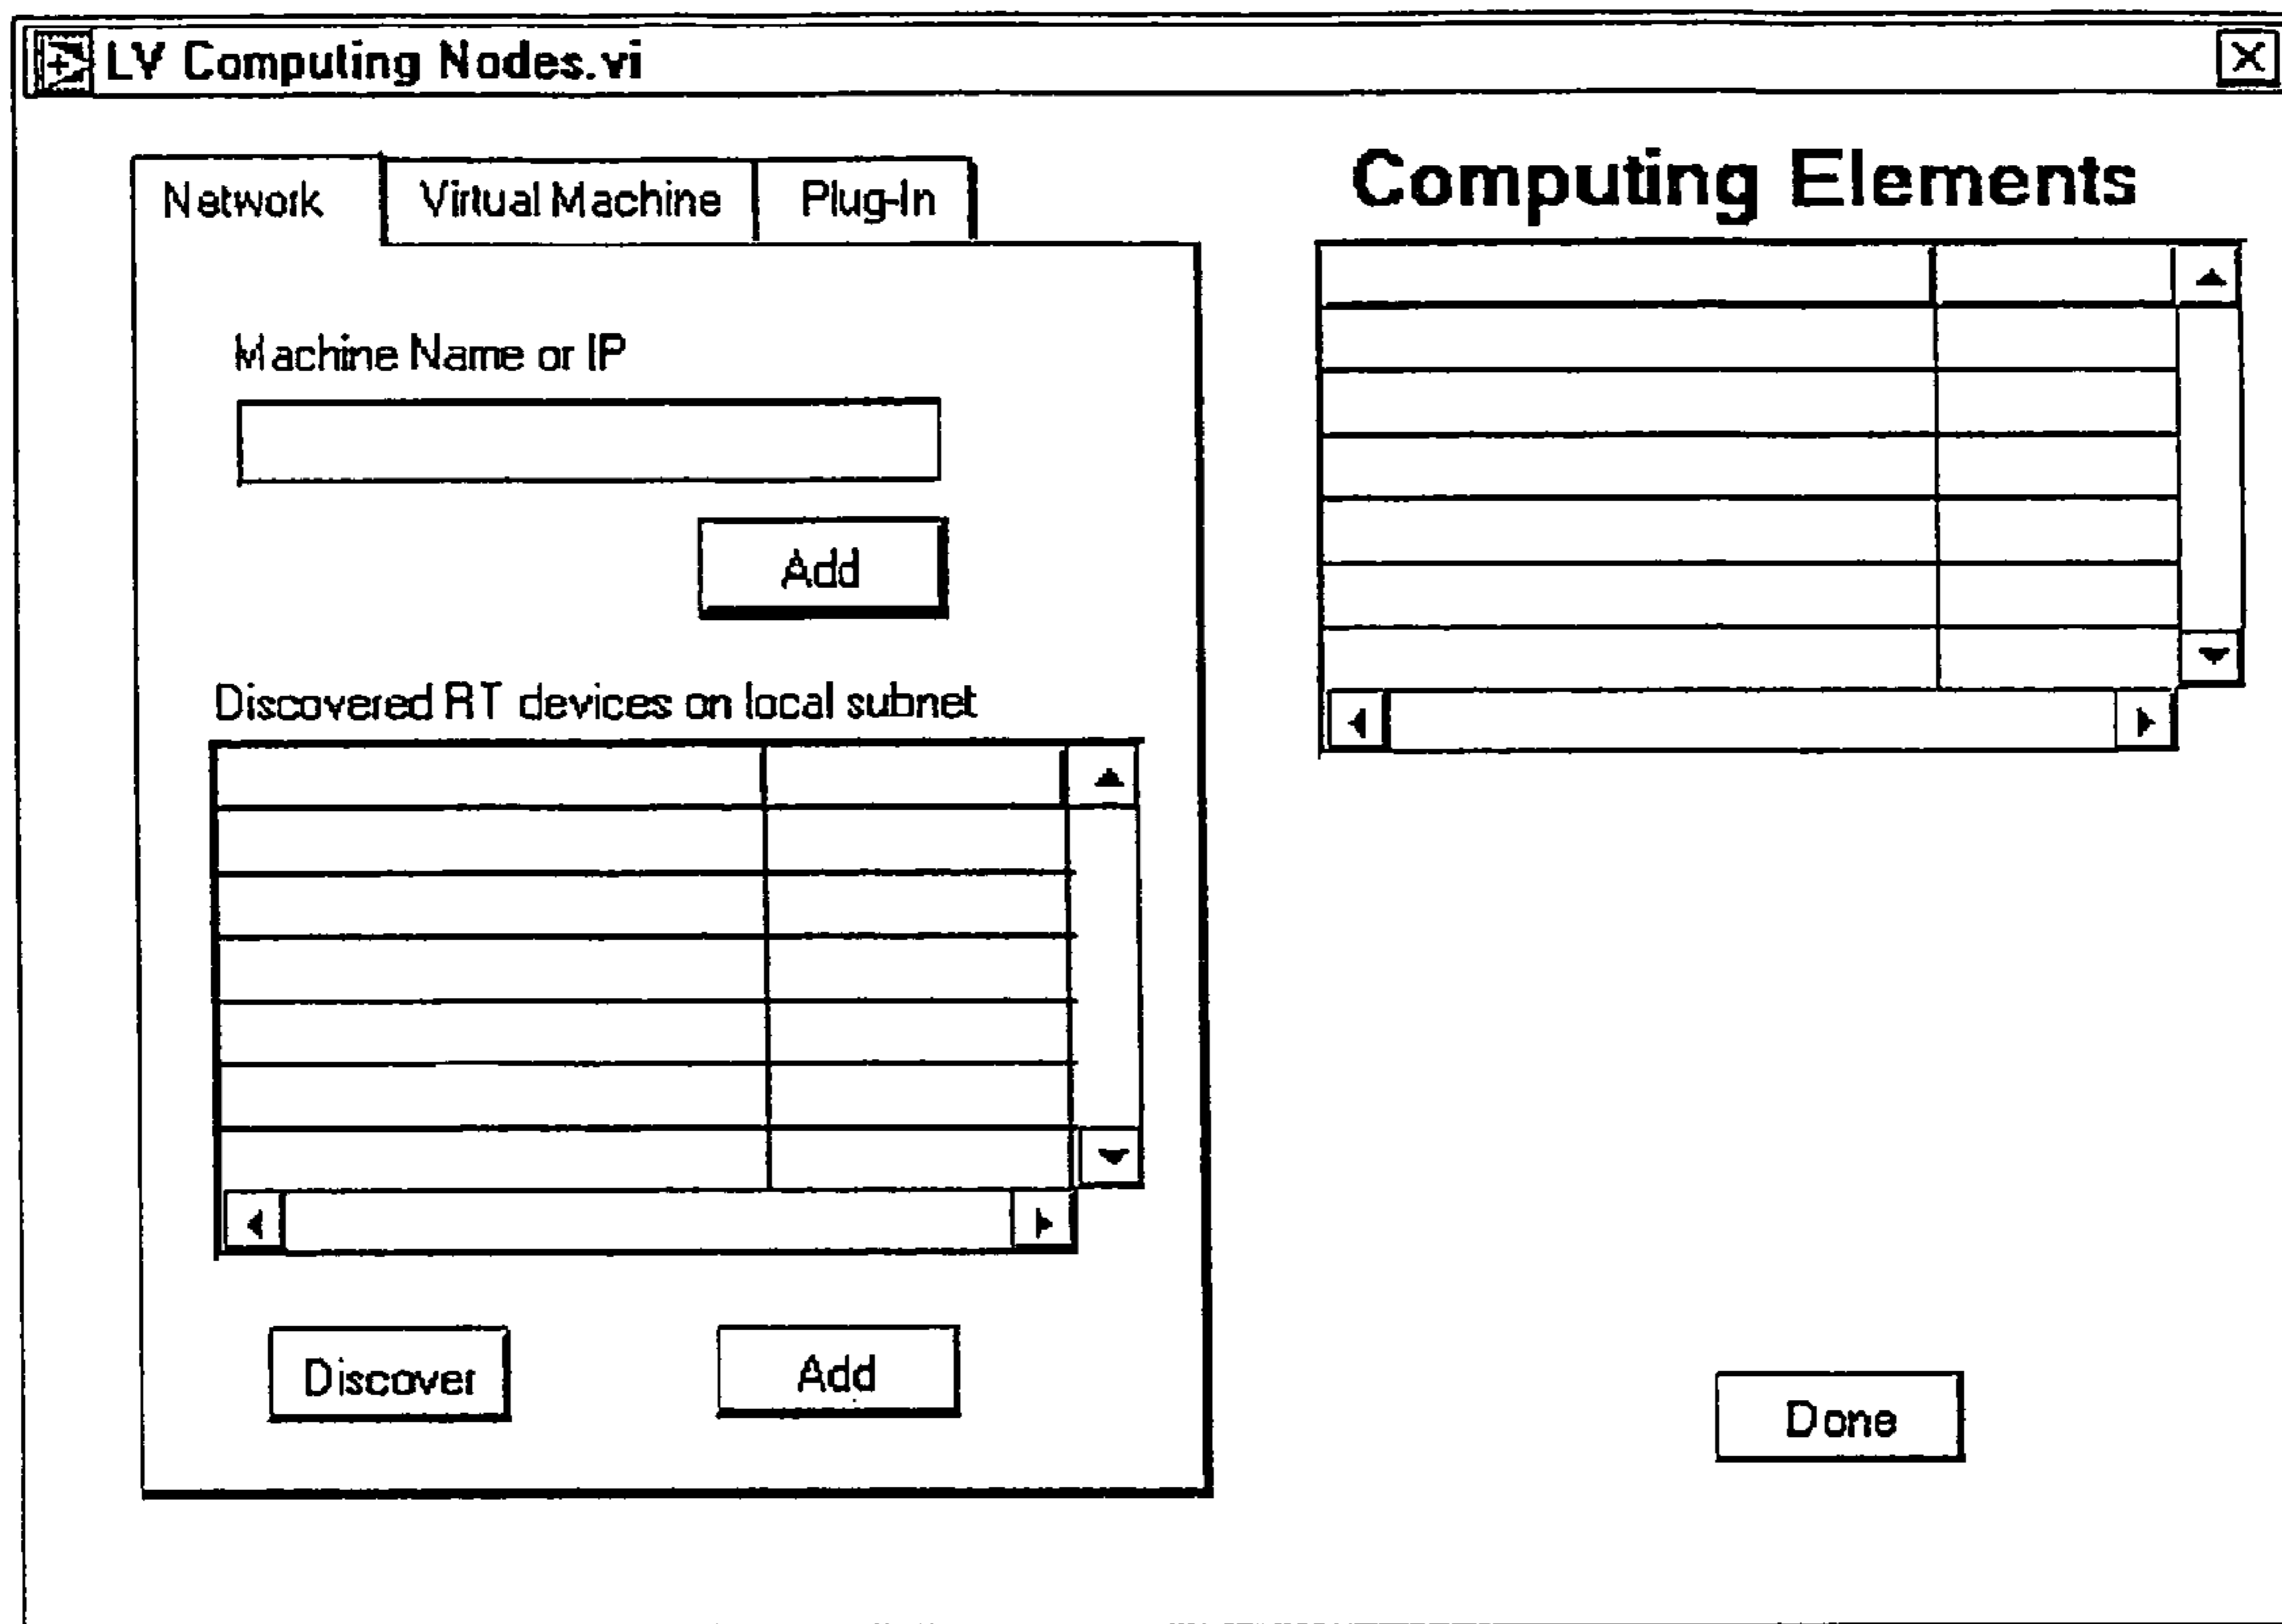 LV Computing Nodes.vi
Network Virtual Machine Plug-In
Machine Name or IP
Add
Discovered RT devices on local subnet
Discover Add
Computing Elements
Done